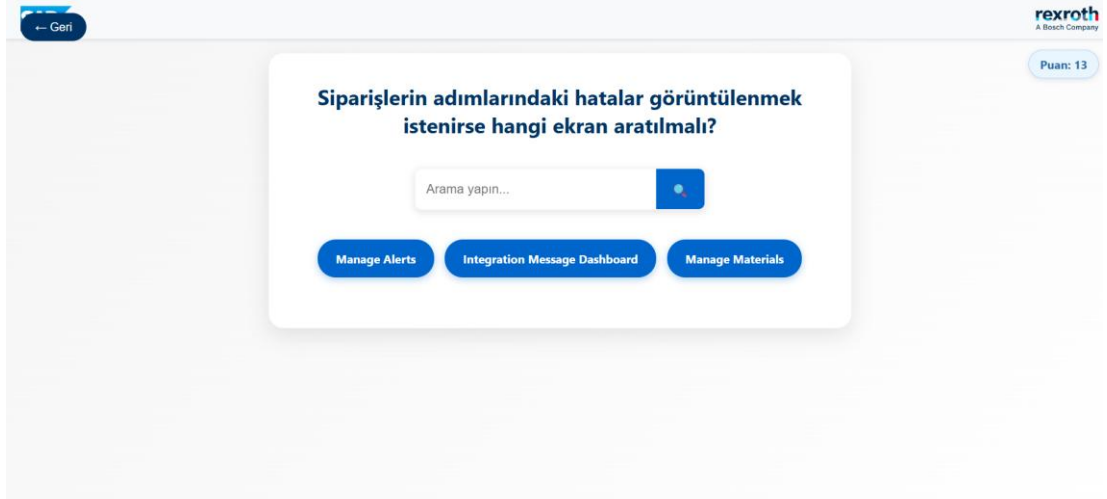 ← Geri
rexroth
A Bosch Company
Puan: 13
Siparişlerin adımlarındaki hatalar görüntülenmek
istenirse hangi ekran aratılmalı?
Arama yapın...
Manage Alerts
Integration Message Dashboard
Manage Materials